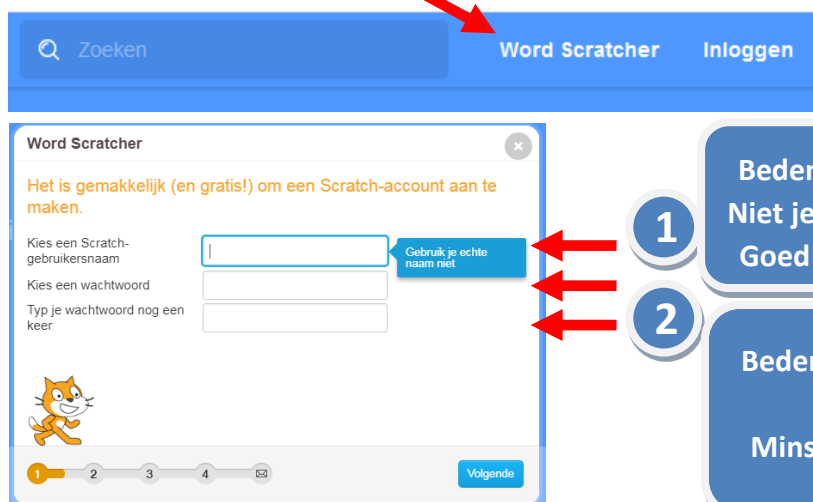 Zoeken
Word Scratcher
Inloggen
Word Scratcher
Het is gemakkelijk (en gratis!) om een Scratch-account aan te
maken.
Kies een Scratch-
gebruikersnaam
Gebruik je echte
naam niet
Kies een wachtwoord
Typ je wachtwoord nog een
keer
1
2
3
4
Volgende
1
Niet je
Goed
2